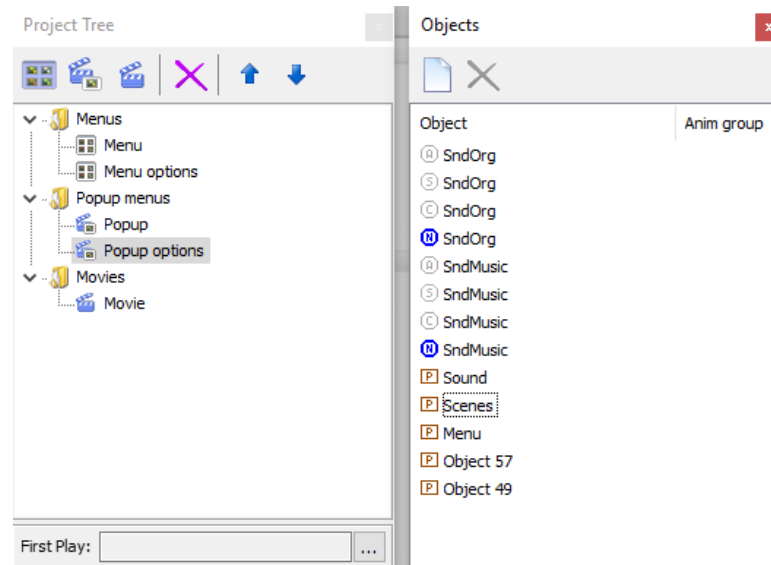 Project Tree
x
Menus
Menu
Menu options
Popup menus
Popup
Popup options
Movies
Movie
First Play:
...
Objects
x
Object Anim group
A SndOrg
S SndOrg
C SndOrg
N SndOrg
A SndMusic
S SndMusic
C SndMusic
N SndMusic
P Sound
P Scenes
P Menu
P Object 57
P Object 49